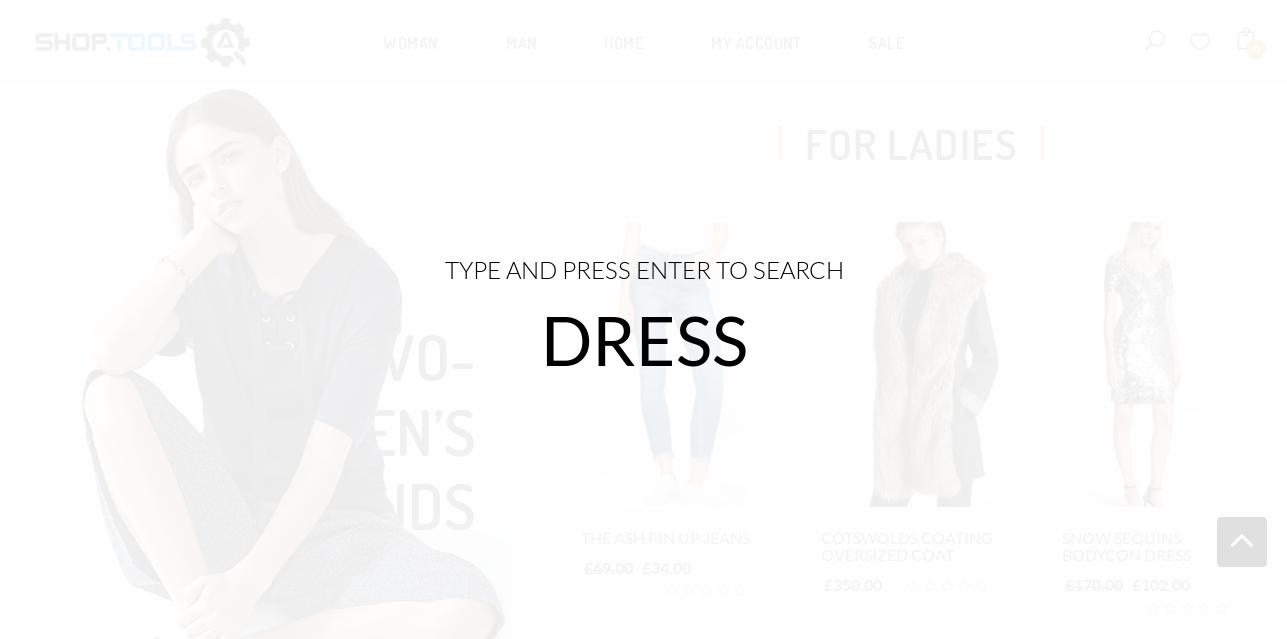 SHOP.TOOLS
WOMAN MAN HOME MY ACCOUNT SALE
FOR LADIES
TYPE AND PRESS ENTER TO SEARCH
DRESS
WO-
EN'S
NDS
THE ASH PIN UP JEANS
£69.00 £34.00
COTSWOLDS COATING
OVERSIZED COAT
£350.00
SNOW SEQUINS
BODYCON DRESS
£170.00 £102.00